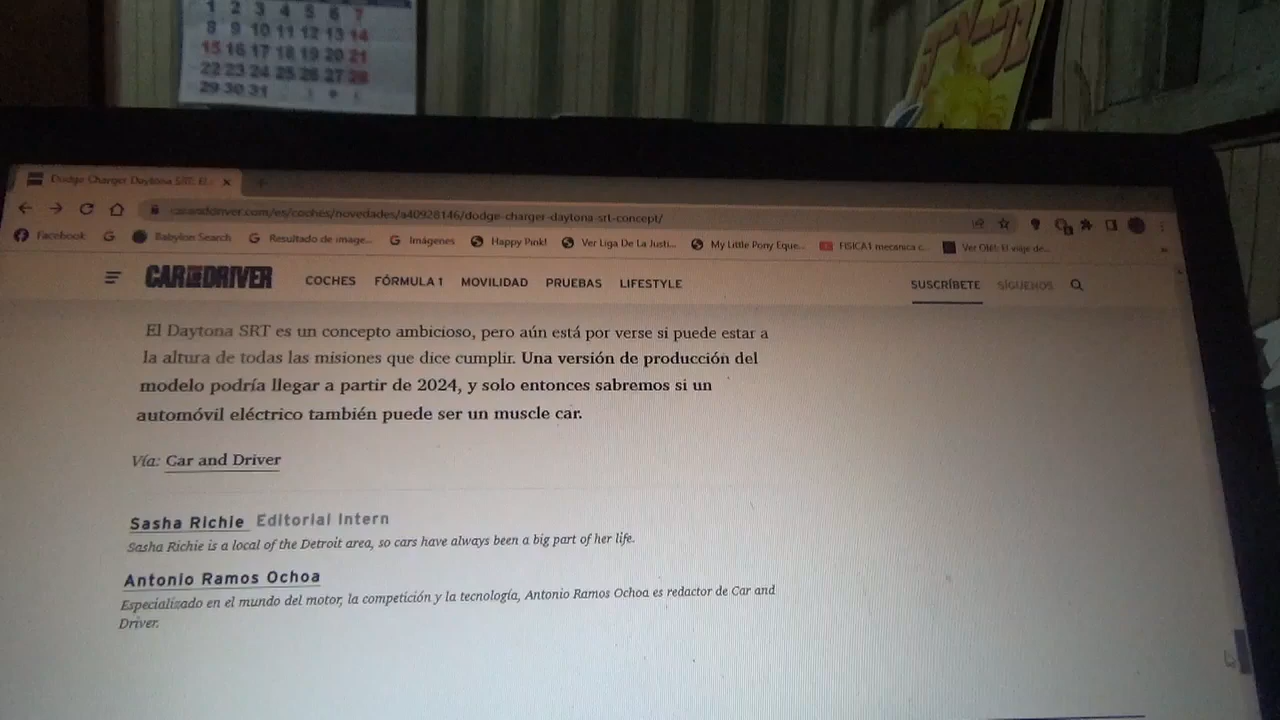 1 2 3 4 5 6 7
8 9 10 11 12 13 14
15 16 17 18 19 20 21
22 23 24 25 26 27 28
29 30 31
Dodge Charger Daytona SRT: El
caranddriver.com/es/coches/novedades/a40928146/dodge-charger-daytona-srt-concept/
Facebook
Babylon Search
Resultado de image...
Imágenes
Happy Pink!
Ver Liga De La Justi...
My Little Pony Eque...
FISICA1 mecanica c...
Ver Olé!: El viaje de...
CAR AND DRIVER COCHES FÓRMULA 1 MOVILIDAD PRUEBAS LIFESTYLE SUSCRÍBETE SÍGUENOS
El Daytona SRT es un concepto ambicioso, pero aún está por verse si puede estar a
la altura de todas las misiones que dice cumplir. Una versión de producción del
modelo podría llegar a partir de 2024, y solo entonces sabremos si un
automóvil eléctrico también puede ser un muscle car.
Vía: Car and Driver
Sasha Richie Editorial Intern
Sasha Richie is a local of the Detroit area, so cars have always been a big part of her life.
Antonio Ramos Ochoa
Especializado en el mundo del motor, la competición y la tecnología, Antonio Ramos Ochoa es redactor de Car and
Driver.